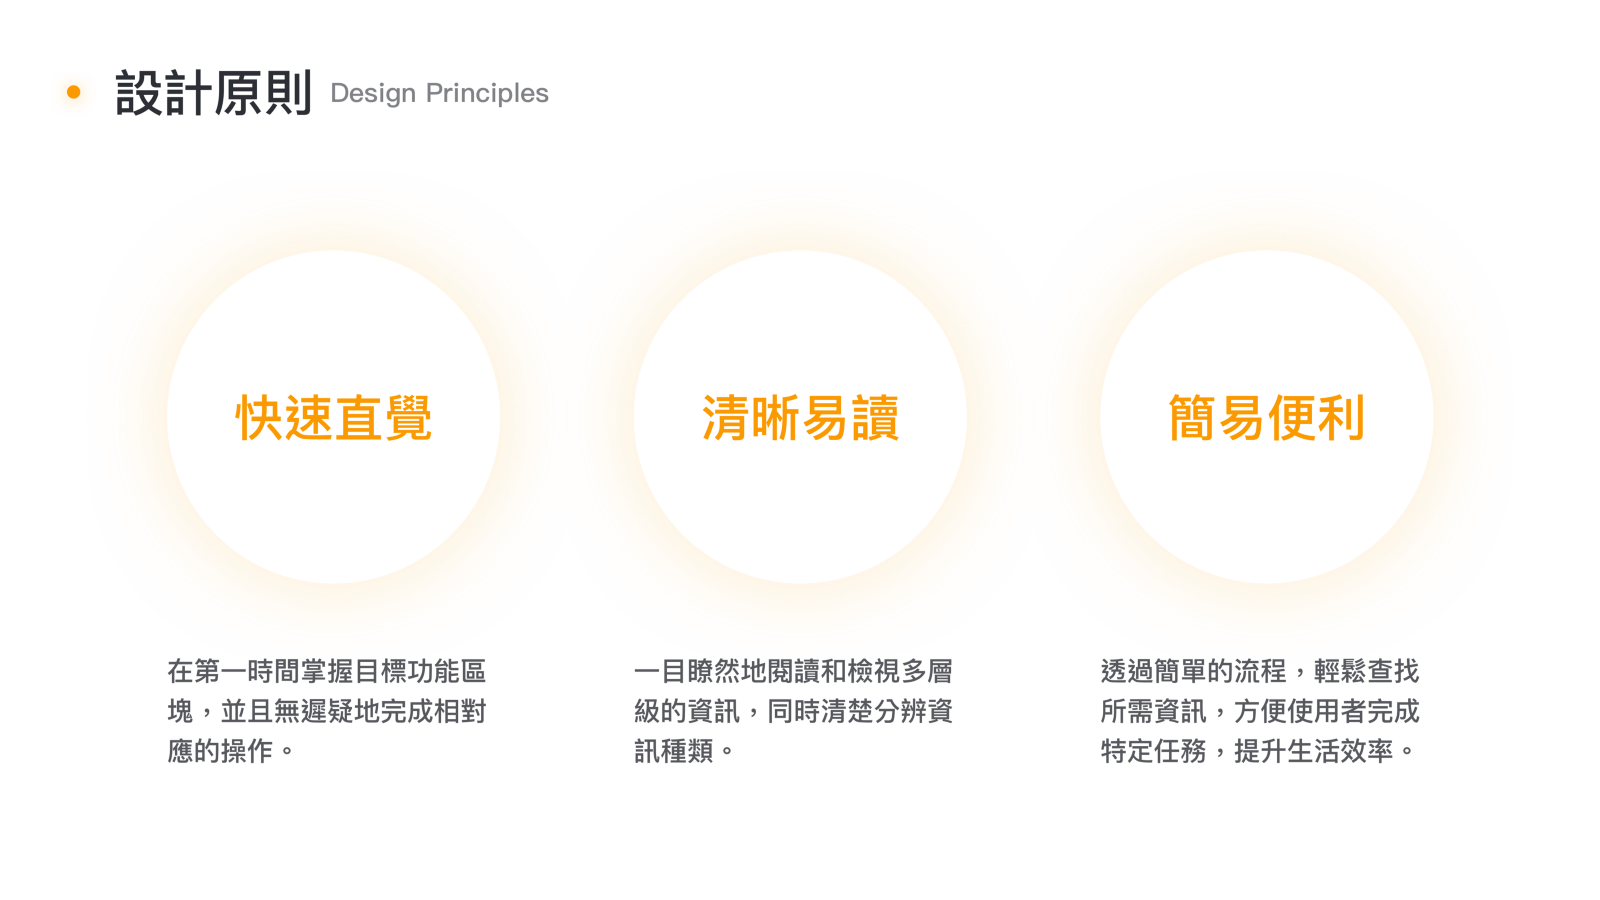 設計原則 Design Principles
快速直覺
在第一時間掌握目標功能區
塊，並且無遲疑地完成相對
應的操作。
清晰易讀
一目瞭然地閱讀和檢視多層
級的資訊，同時清楚分辨資
訊種類。
簡易便利
透過簡單的流程，輕鬆查找
所需資訊，方便使用者完成
特定任務，提升生活效率。